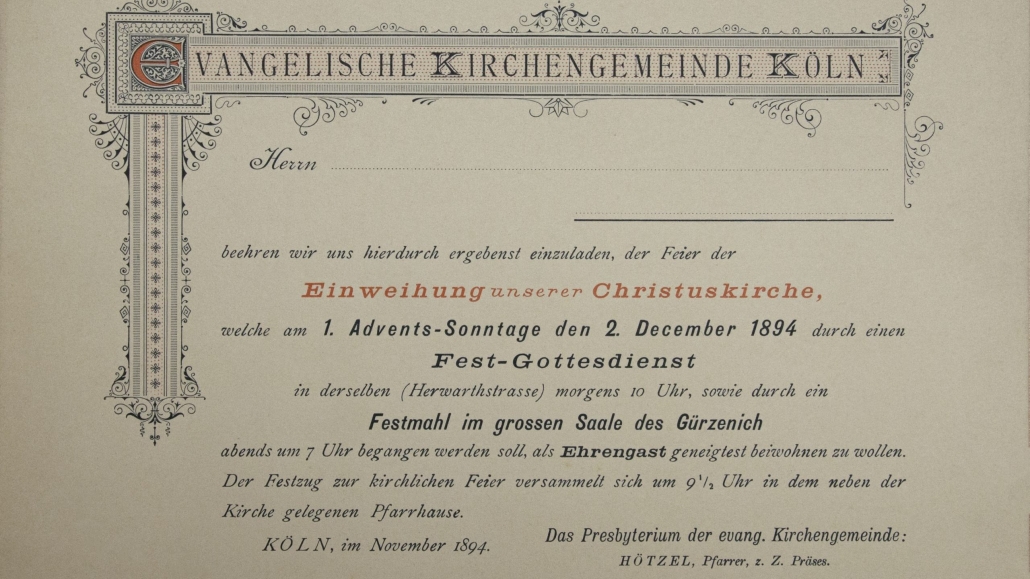 EVANGELISCHE KIRCHENGEMEINDE KÖLN
Herrn
beehren wir uns hierdurch ergebenst einzuladen, der Feier der
Einweihung unserer Christuskirche,
welche am 1. Advents-Sonntage den 2. December 1894 durch einen
Fest-Gottesdienst
in derselben (Herwarthstrasse) morgens 10 Uhr, sowie durch ein
Festmahl im grossen Saale des Gürzenich
abends um 7 Uhr begangen werden soll, als Ehrengast geneigtest beiwohnen zu wollen.
Der Festzug zur kirchlichen Feier versammelt sich um 9 1/2 Uhr in dem neben der
Kirche gelegenen Pfarrhause.
KÖLN, im November 1894.
Das Presbyterium der evang. Kirchengemeinde:
HÖTZEL, Pfarrer, z. Z. Präses.